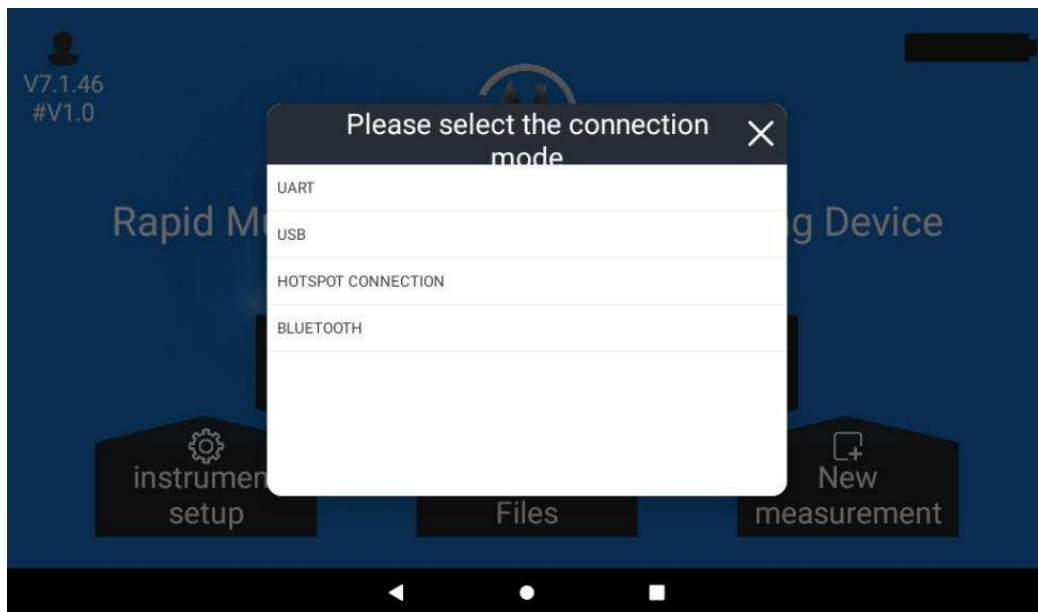 V7.1.46
#V1.0
Please select the connection
mode
UART
USB
HOTSPOT CONNECTION
BLUETOOTH
Rapid g Device
setup
Files
New
measurement